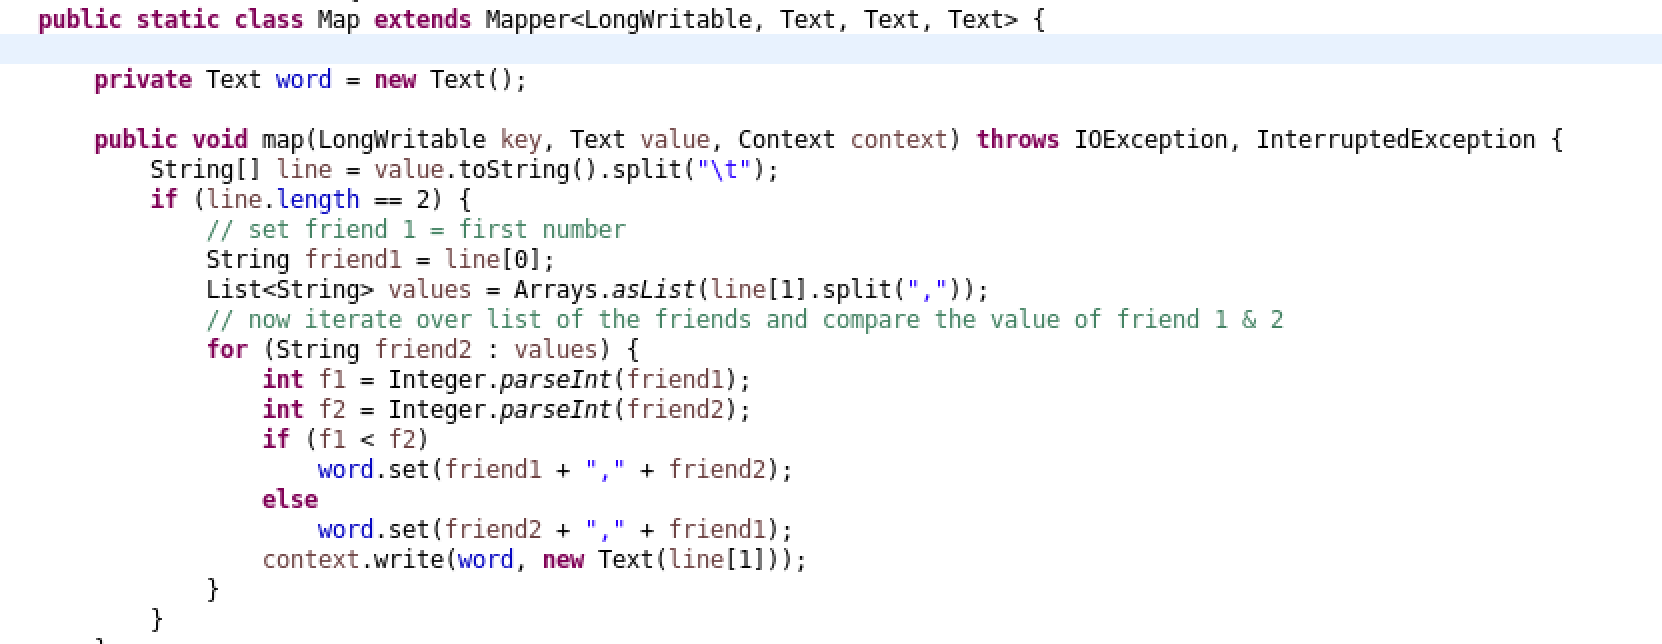 public static class Map extends Mapper<LongWritable, Text, Text, Text> {
private Text word = new Text();
public void map(LongWritable key, Text value, Context context) throws IOException, InterruptedException {
String[] line = value.toString().split("\t");
if (line.length == 2) {
// set friend 1 = first number
String friend1 = line[0];
List<String> values = Arrays.asList(line[1].split(","));
// now iterate over list of the friends and compare the value of friend 1 & 2
for (String friend2 : values) {
int f1 = Integer.parseInt(friend1);
int f2 = Integer.parseInt(friend2);
if (f1 < f2)
word.set(friend1 + "," + friend2);
else
word.set(friend2 + "," + friend1);
context.write(word, new Text(line[1]));
}
}
}